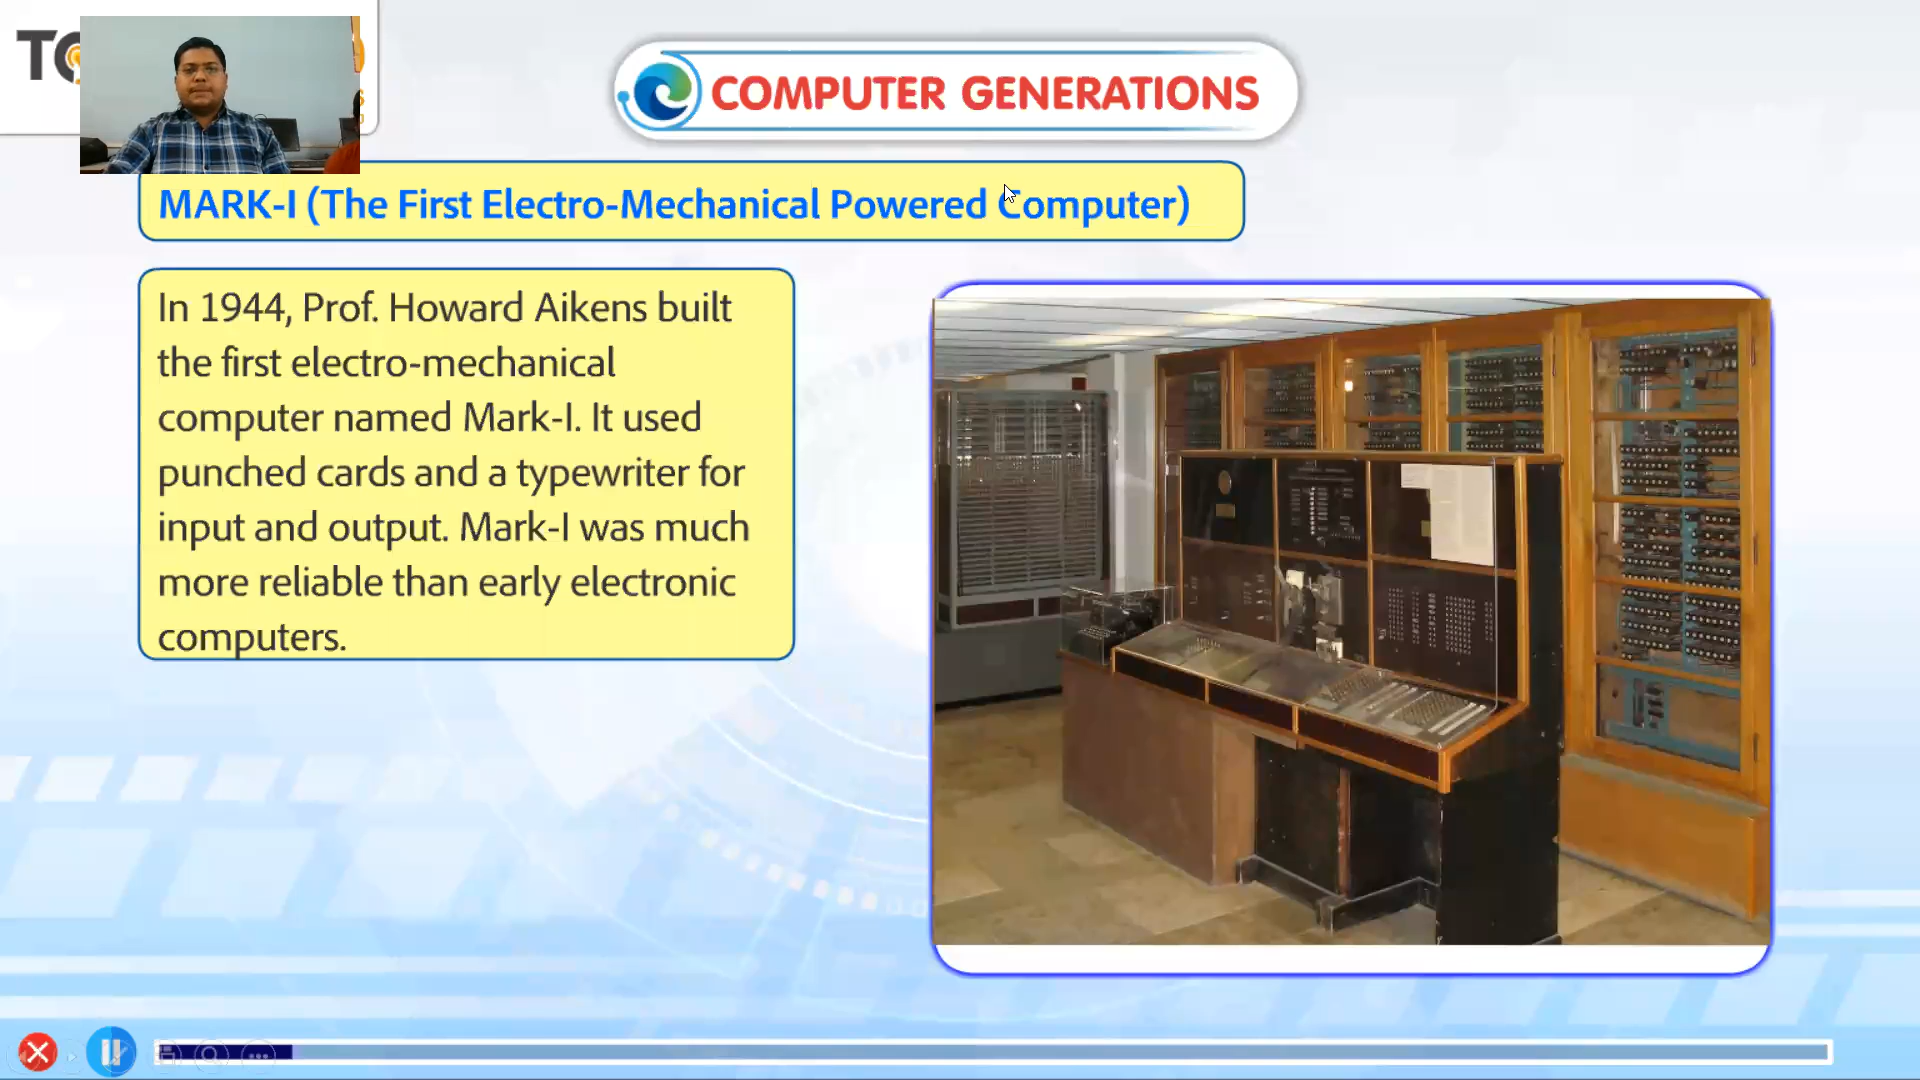 COMPUTER GENERATIONS
MARK-I (The First Electro-Mechanical Powered Computer)
In 1944, Prof. Howard Aikens built
the first electro-mechanical
computer named Mark-I. It used
punched cards and a typewriter for
input and output. Mark-I was much
more reliable than early electronic
computers.